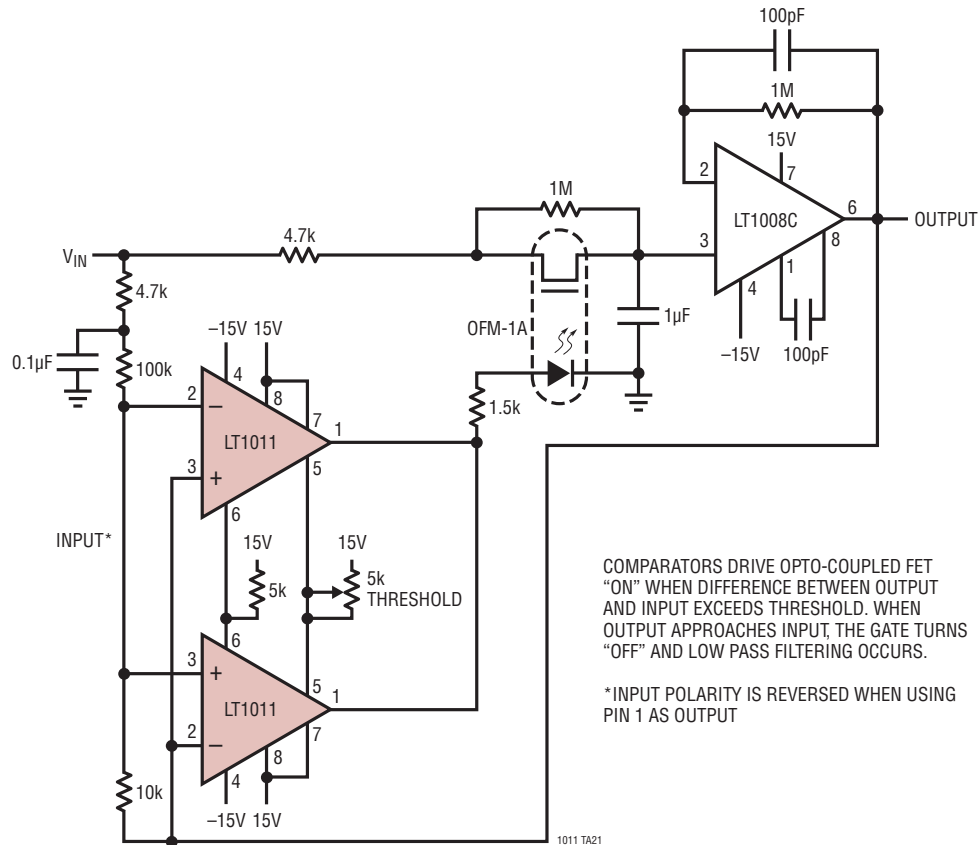 100pF
1M
15V
2
7
1M
LT1008C
6
OUTPUT
4.7k
3
8
VIN
1
4
4.7k
OFM-1A
1µF
–15V
100pF
–15V 15V
0.1µF
100k
4
8
2
–
7
1.5k
LT1011
1
3
5
+
6
INPUT*
15V
15V
5k
5k
THRESHOLD
COMPARATORS DRIVE OPTO-COUPLED FET
"ON" WHEN DIFFERENCE BETWEEN OUTPUT
AND INPUT EXCEEDS THRESHOLD. WHEN
OUTPUT APPROACHES INPUT, THE GATE TURNS
"OFF" AND LOW PASS FILTERING OCCURS.
*INPUT POLARITY IS REVERSED WHEN USING
PIN 1 AS OUTPUT
6
3
+
5
LT1011
1
2
–
7
8
4
10k
–15V 15V
1011 TA21